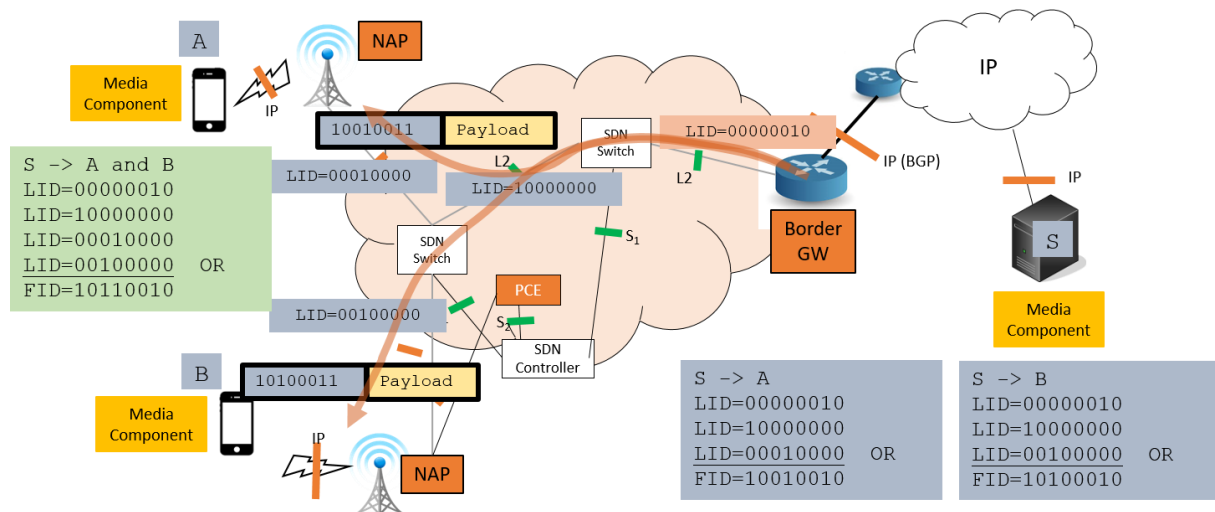 A
NAP
IP
Media
Component
IP
10010011 Payload
SDN
Switch
LID=00000010
IP (BGP)
L2
L2
S -> A and B
LID=00000010
LID=10000000
LID=00010000
LID=00100000 OR
FID=10110010
LID=00010000
LID=10000000
IP
S
Border
GW
S₁
SDN
Switch
PCE
S₂
LID=00100000
SDN
Controller
Media
Component
B
10100011 Payload
Media
Component
IP
NAP
S -> A
LID=00000010
LID=10000000
LID=00010000 OR
FID=10010010
S -> B
LID=00000010
LID=10000000
LID=00100000 OR
FID=10100010